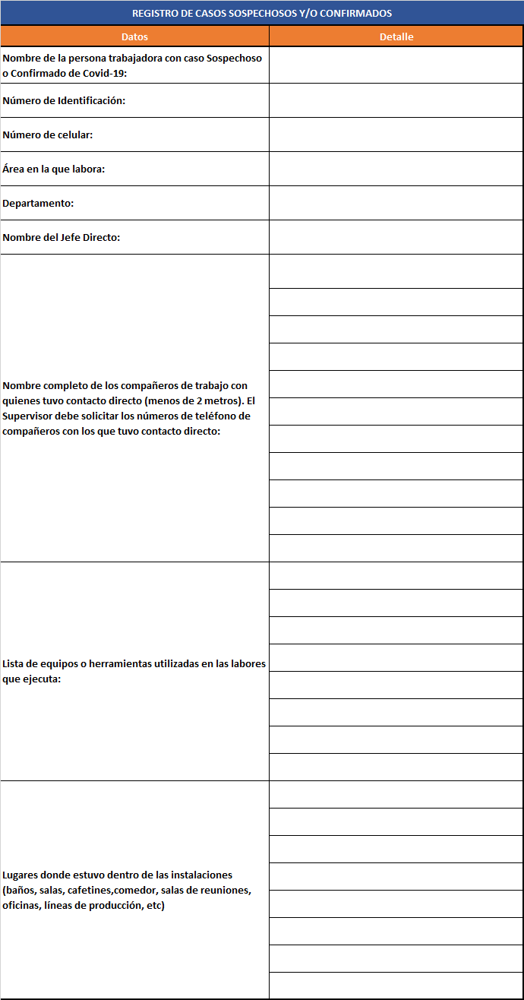 REGISTRO DE CASOS SOSPECHOSOS Y/O CONFIRMADOS
Datos
Detalle
Nombre de la persona trabajadora con caso Sospechoso
o Confirmado de Covid-19:
Número de Identificación:
Número de celular:
Área en la que labora:
Departamento:
Nombre del Jefe Directo:
Nombre completo de los compañeros de trabajo con
quienes tuvo contacto directo (menos de 2 metros). El
Supervisor debe solicitar los números de teléfono de
compañeros con los que tuvo contacto directo:
Lista de equipos o herramientas utilizadas en las labores
que ejecuta:
Lugares donde estuvo dentro de las instalaciones
(baños, salas, cafetines,comedor, salas de reuniones,
oficinas, líneas de producción, etc)